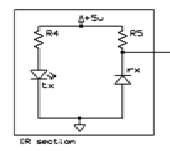 +5v
R4 R5
tx rx
IR section